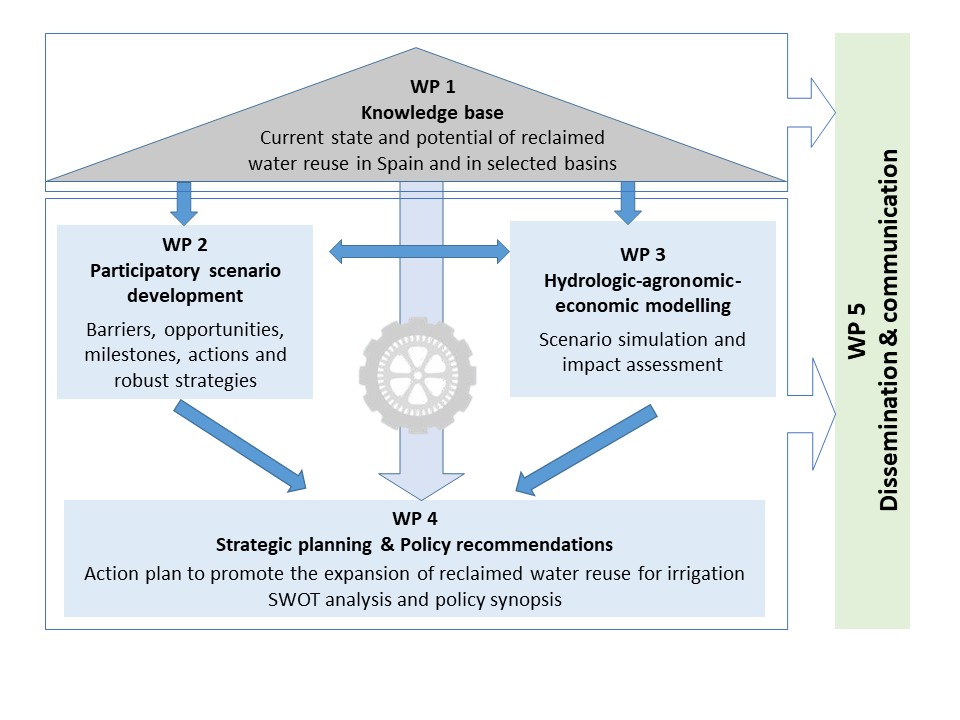 WP 1
Knowledge base
Current state and potential of reclaimed
water reuse in Spain and in selected basins
WP 2
Participatory scenario
development
Barriers, opportunities,
milestones, actions and
robust strategies
WP 3
Hydrologic-agronomic-
economic modelling
Scenario simulation and
impact assessment
WP 4
Strategic planning & Policy recommendations
Action plan to promote the expansion of reclaimed water reuse for irrigation
SWOT analysis and policy synopsis
WP 5
Dissemination & communication